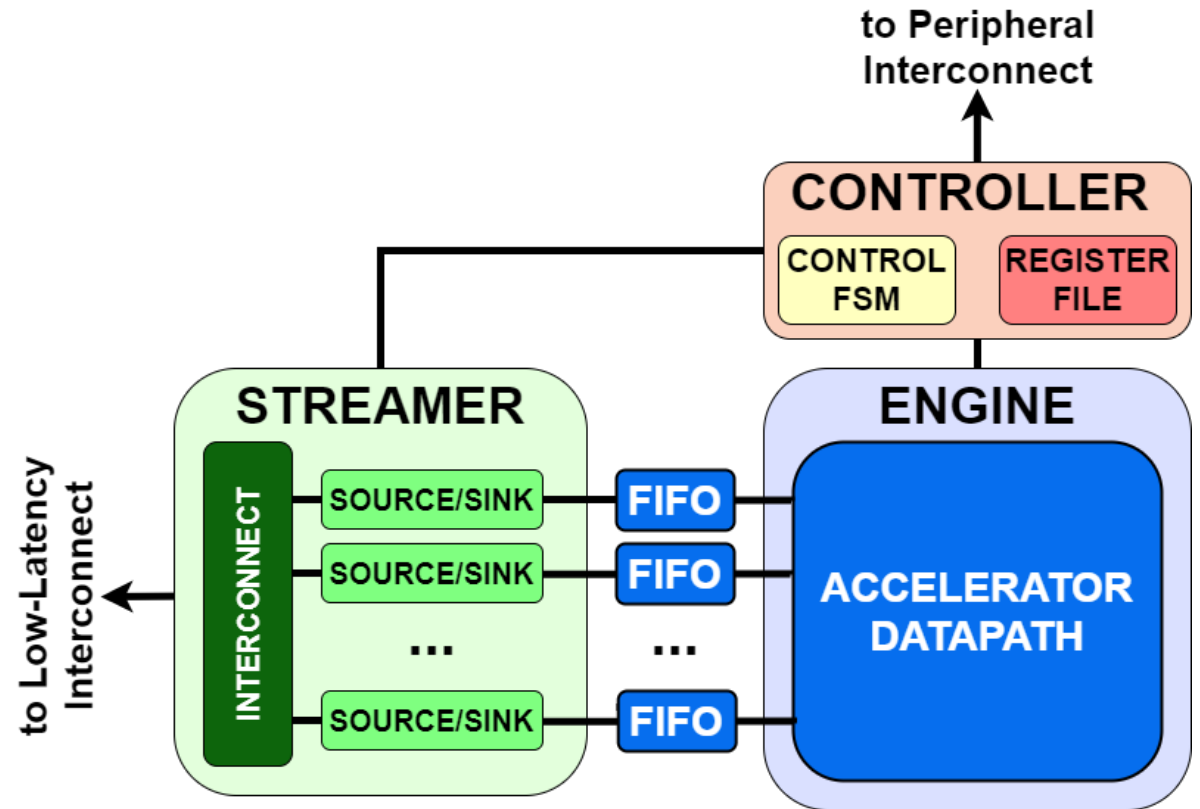 to Peripheral
Interconnect
CONTROLLER
CONTROL
FSM
REGISTER
FILE
STREAMER
ENGINE
to Low-Latency
Interconnect
INTERCONNECT
SOURCE/SINK
FIFO
SOURCE/SINK
FIFO
...
...
SOURCE/SINK
FIFO
ACCELERATOR
DATAPATH